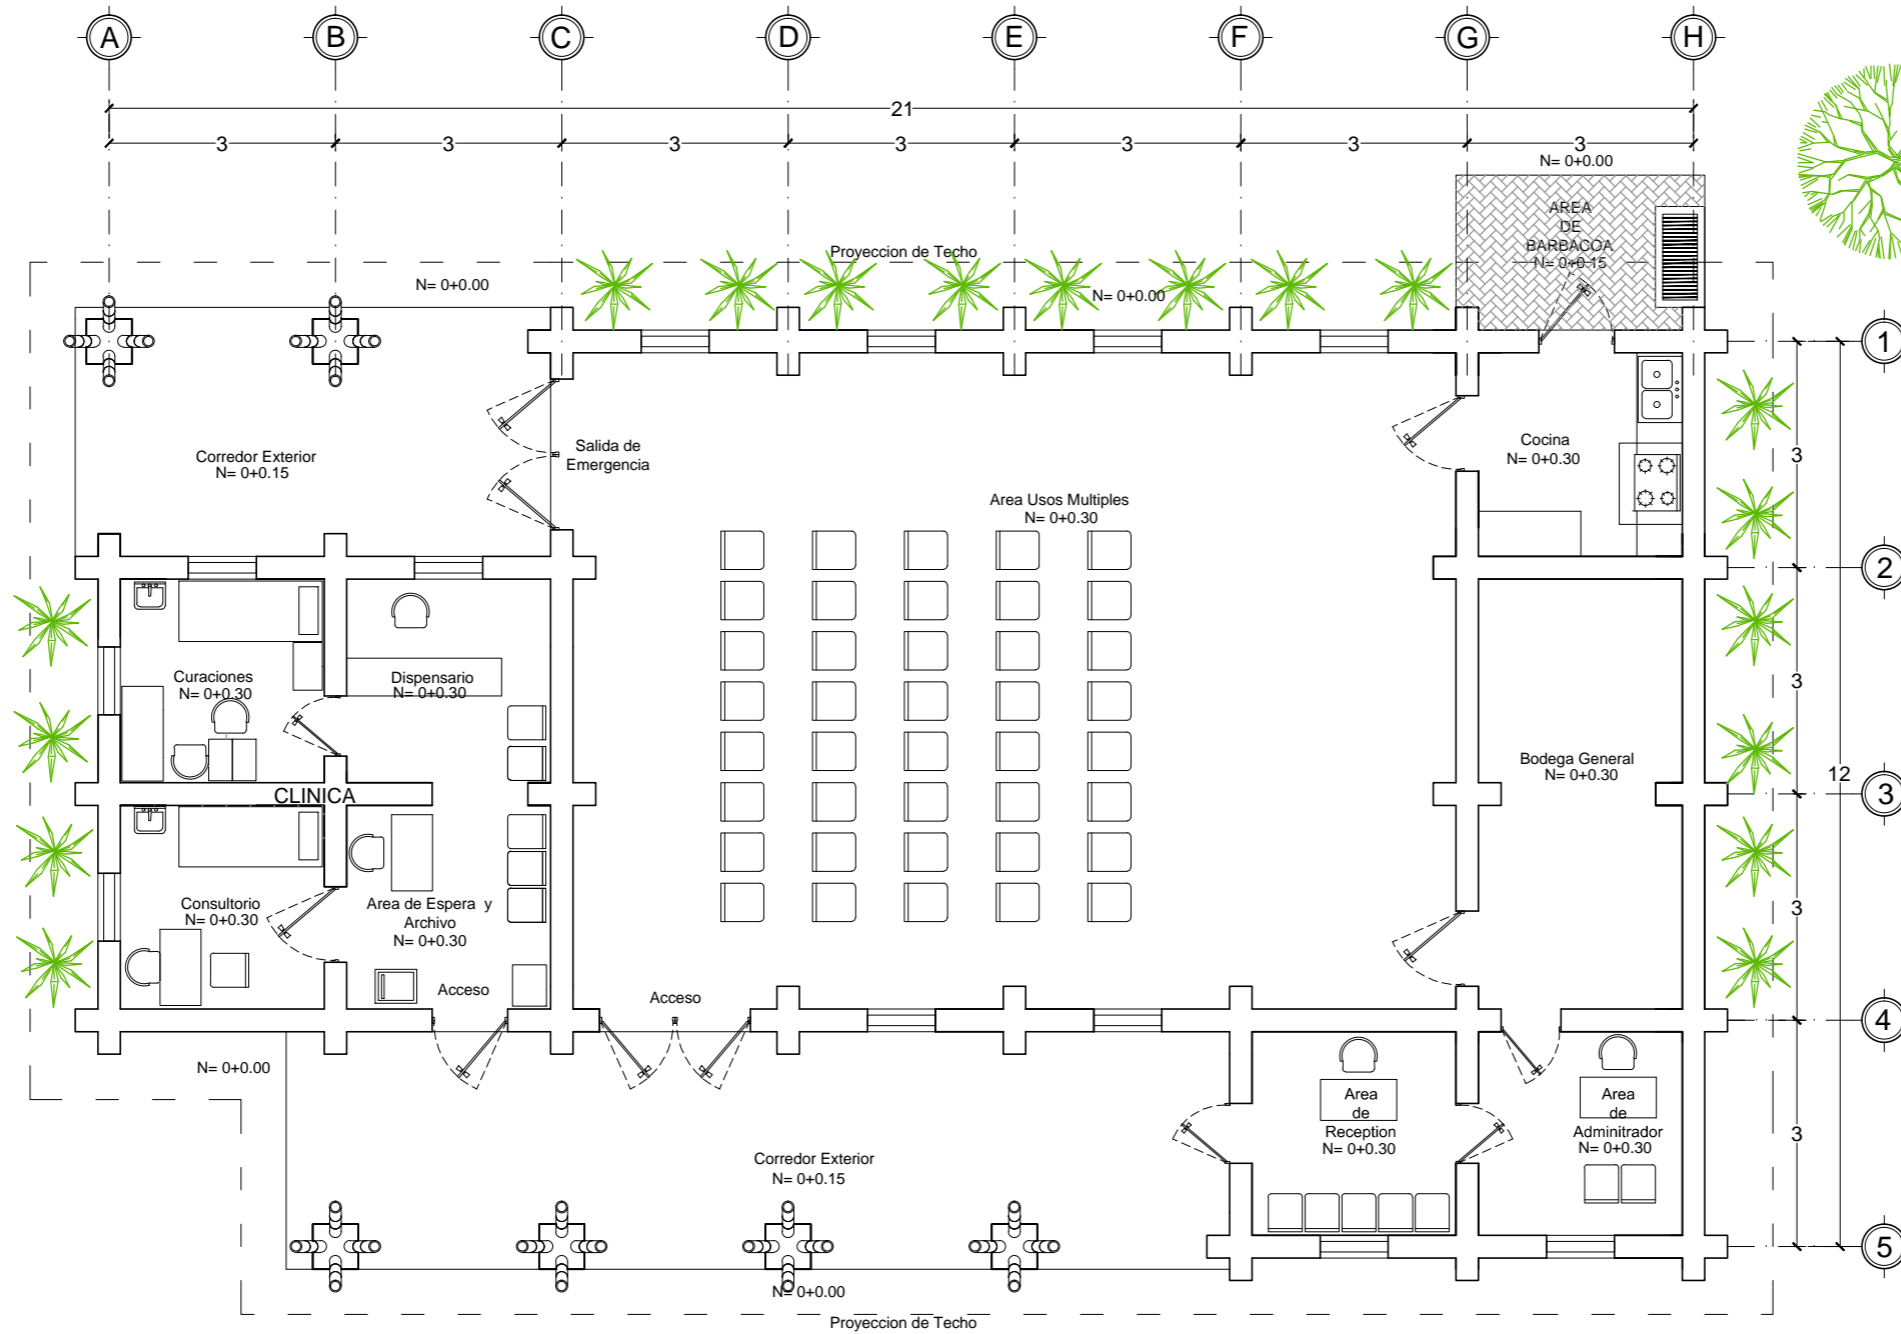 A B C D E F G H
21
3 3 3 3 3 3 3
N= 0+0.00
AREA
DE
BARBACOA
N= 0+0.15
Proyeccion de Techo
N= 0+0.00
N= 0+0.00
1
Corredor Exterior
N= 0+0.15
Salida de
Emergencia
Cocina
N= 0+0.30
3
Area Usos Multiples
N= 0+0.30
2
Curaciones
N= 0+0.30
Dispensario
N= 0+0.30
3
Bodega General
N= 0+0.30
12
CLINICA
3
Consultorio
N= 0+0.30
Area de Espera y
Archivo
N= 0+0.30
3
Acceso
Acceso
4
N= 0+0.00
Area
de
Reception
N= 0+0.30
Area
de
Adminitrador
N= 0+0.30
3
Corredor Exterior
N= 0+0.15
5
N= 0+0.00
Proyeccion de Techo